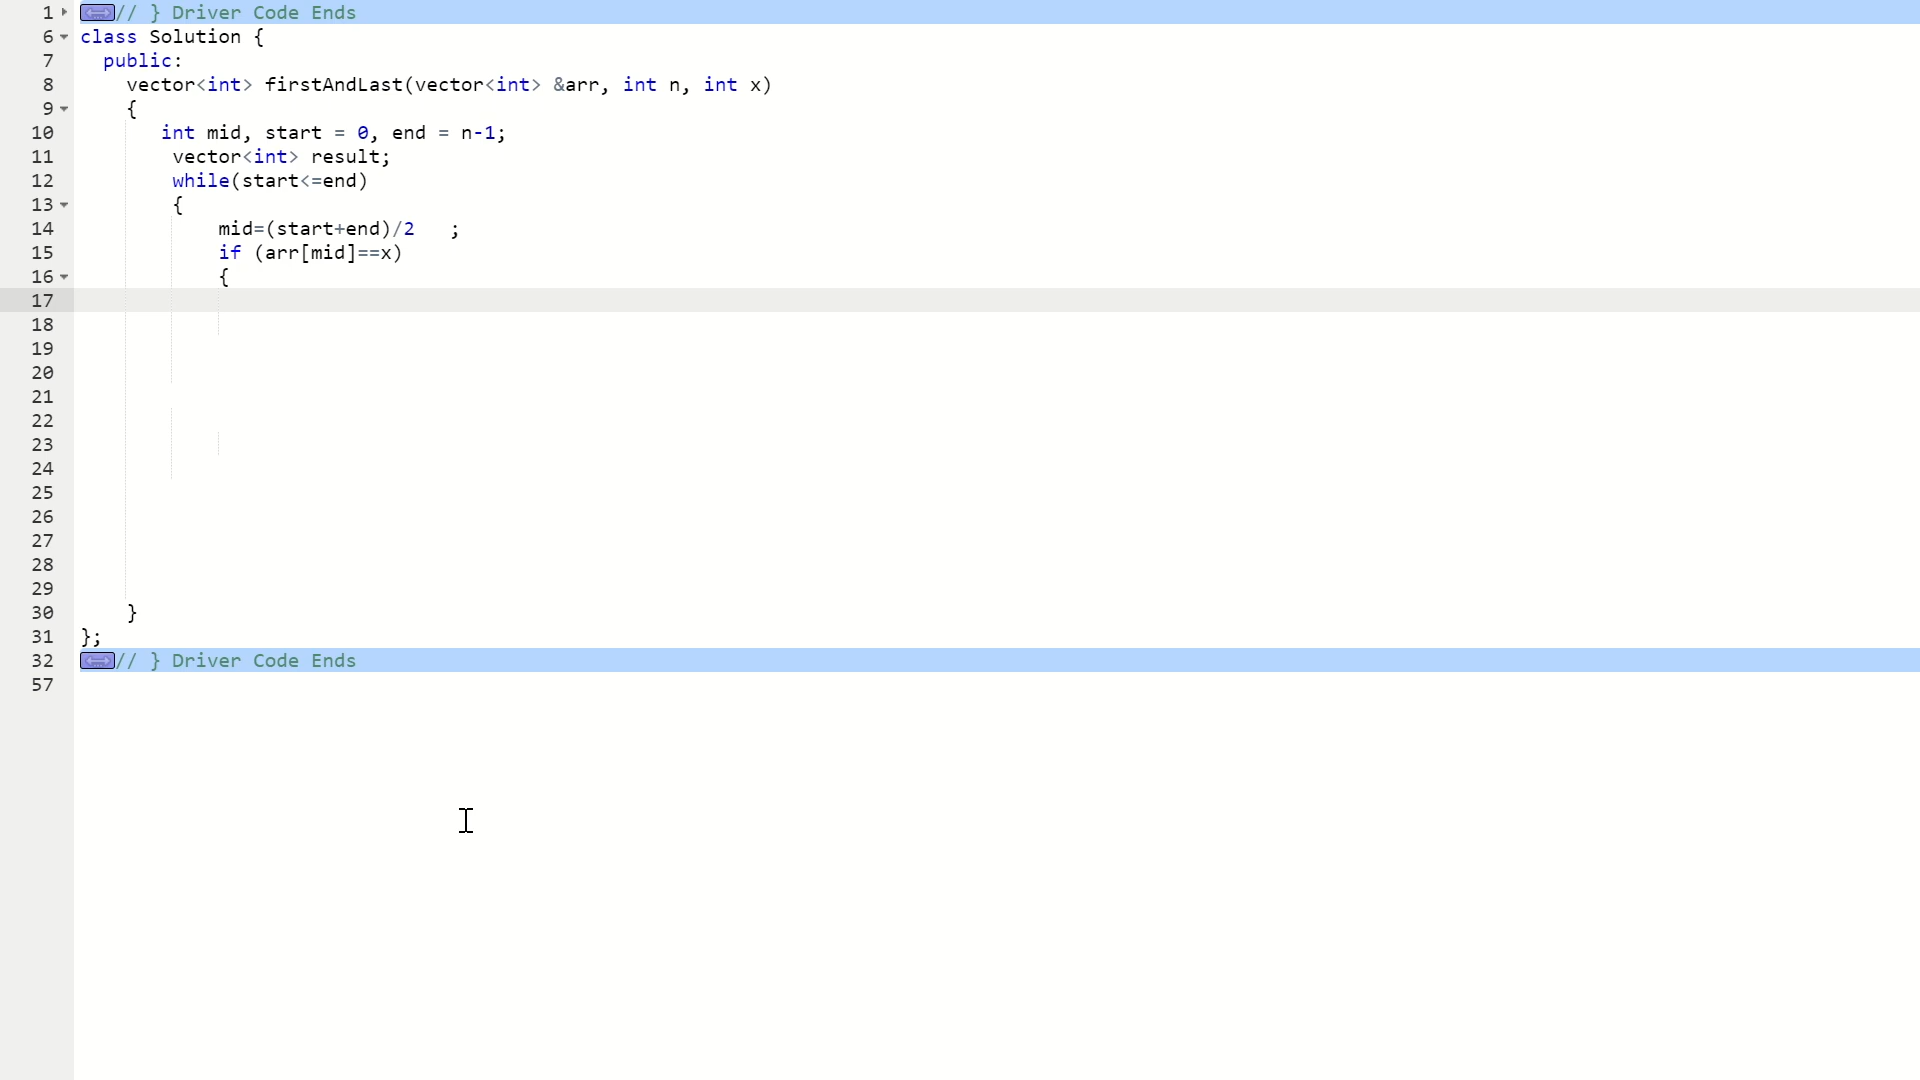 1 // } Driver Code Ends
6 class Solution {
7   public:
8     vector<int> firstAndLast(vector<int> &arr, int n, int x)
9     {
10        int mid, start = 0, end = n-1;
11         vector<int> result;
12         while(start<=end)
13         {
14             mid=(start+end)/2   ;
15             if (arr[mid]==x)
16             {
17
18
19
20
21
22
23
24
25
26
27
28
29
30     }
31 };
32 // } Driver Code Ends
57